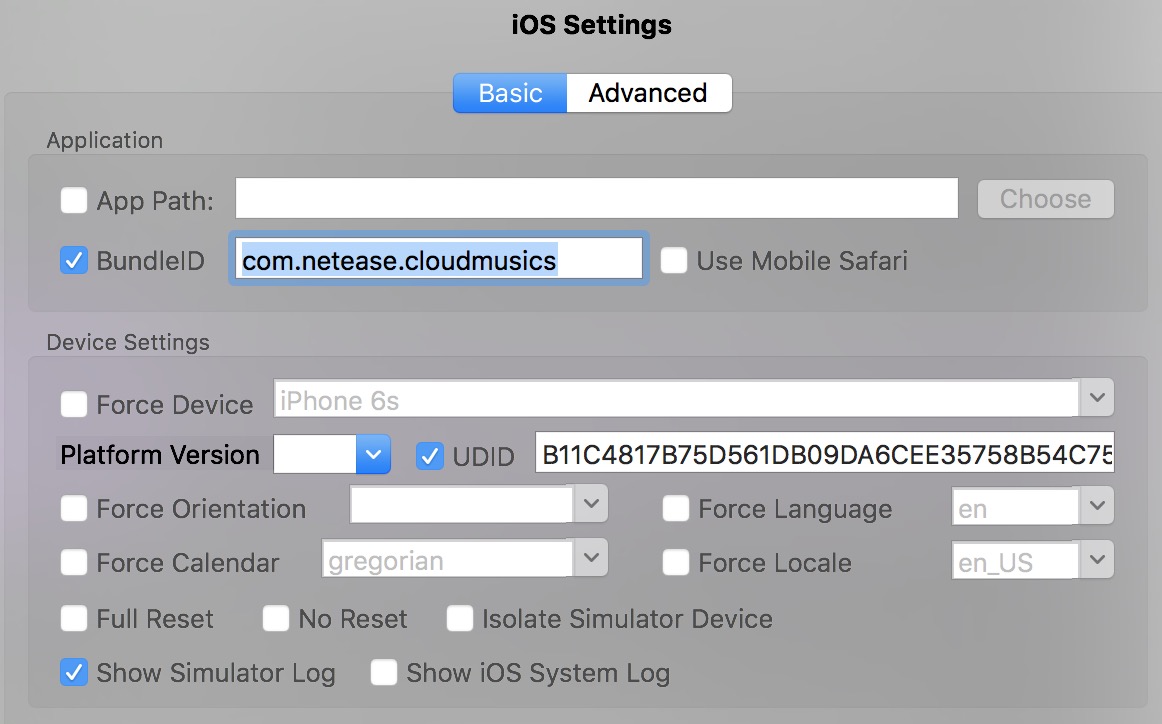 iOS Settings
Basic Advanced
Application
App Path: Choose
BundleID com.netease.cloudmusics Use Mobile Safari
Device Settings
Force Device iPhone 6s
Platform Version UDID B11C4817B75D561DB09DA6CEE35758B54C75
Force Orientation Force Language en
Force Calendar gregorian Force Locale en_US
Full Reset No Reset Isolate Simulator Device
Show Simulator Log Show iOS System Log